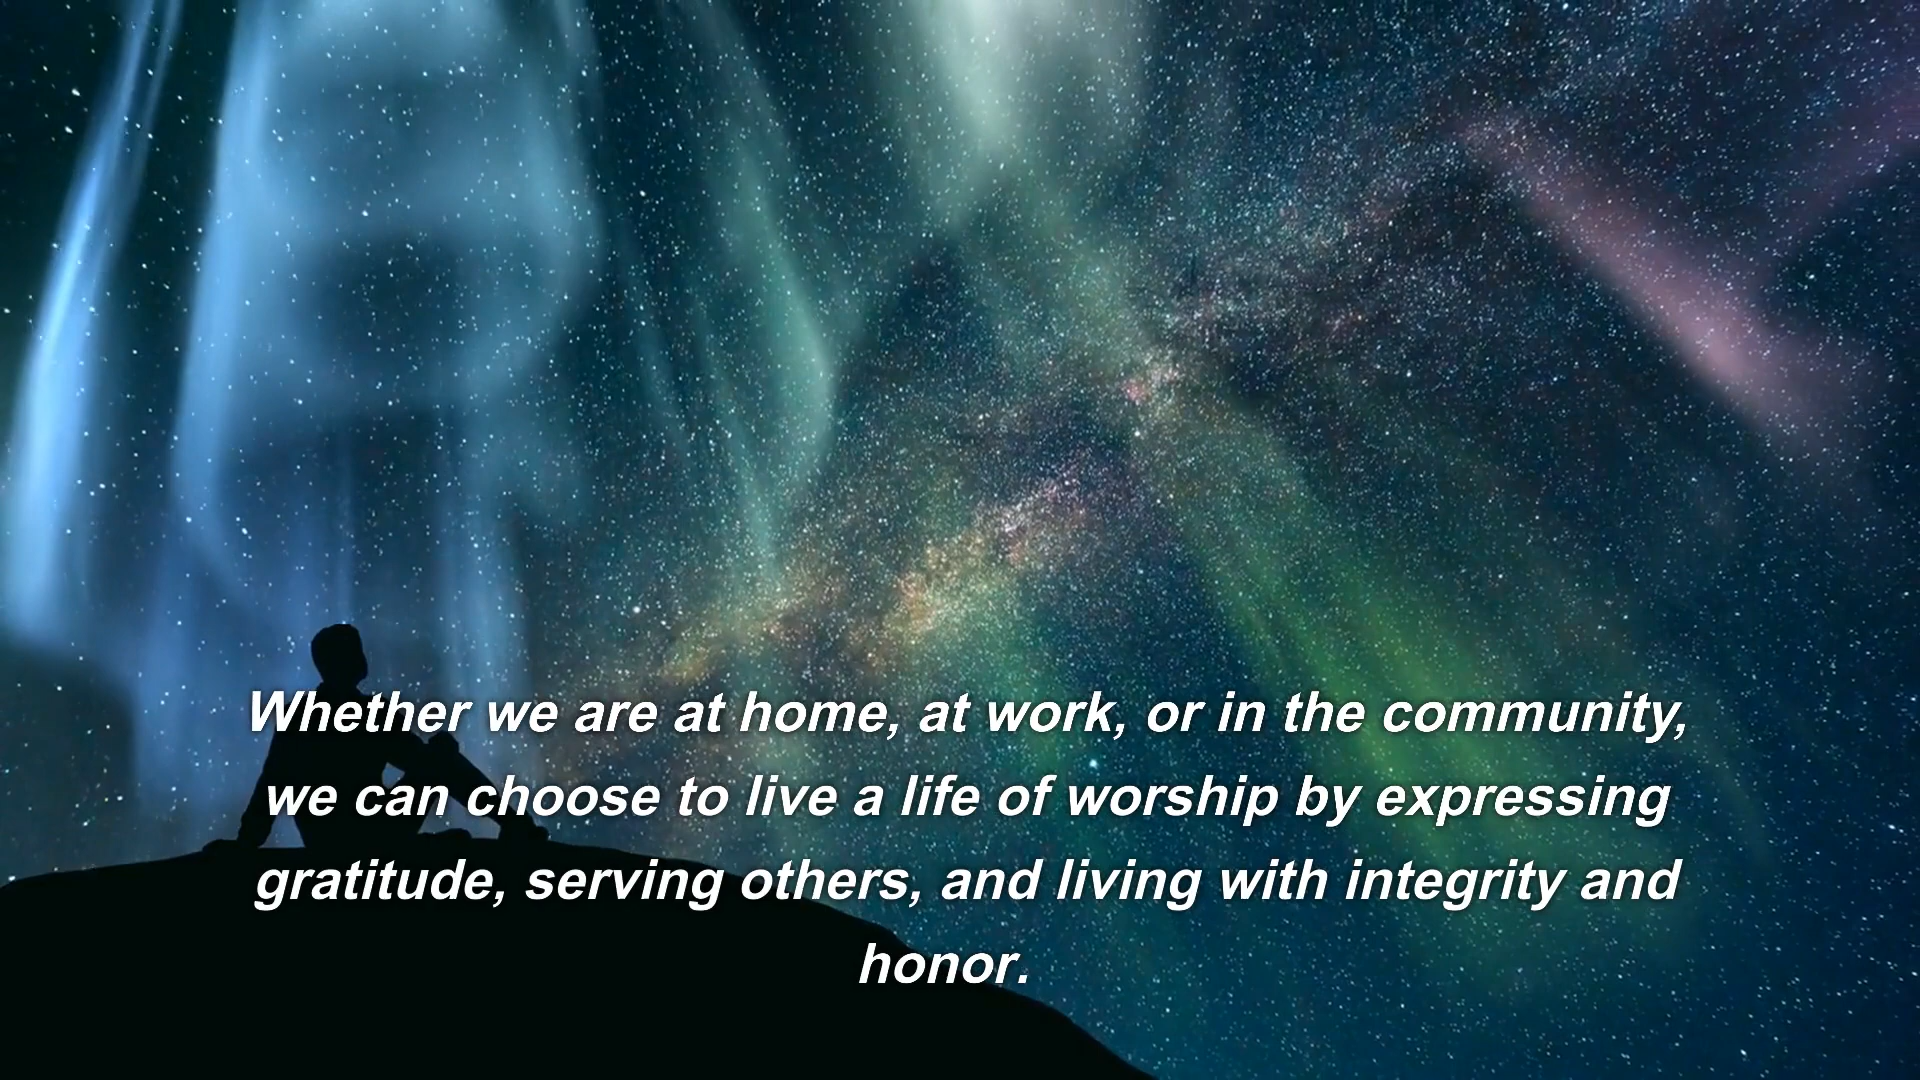 Whether we are at home, at work, or in the community,
we can choose to live a life of worship by expressing
gratitude, serving others, and living with integrity and
honor.